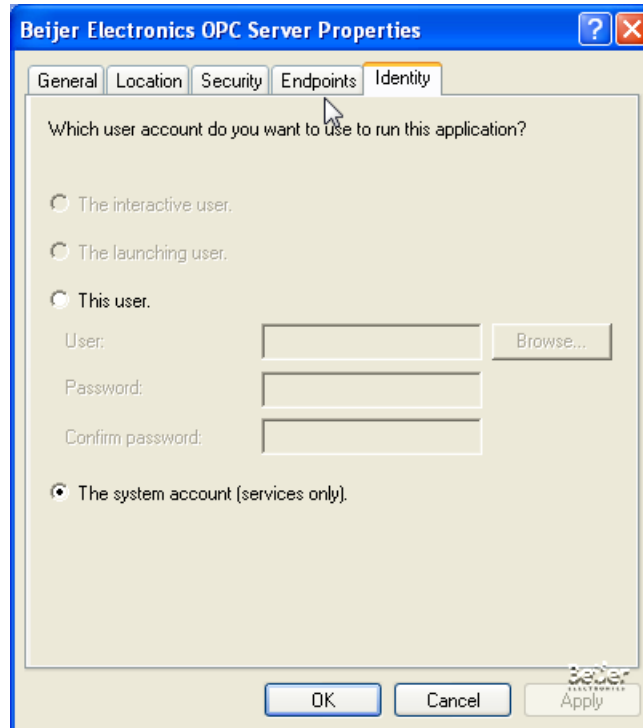 Beijer Electronics OPC Server Properties
General Location Security Endpoints Identity
Which user account do you want to use to run this application?
The interactive user.
The launching user.
This user.
User: Browse...
Password:
Confirm password:
The system account (services only).
Beijer
ELECTRONICS
OK Cancel Apply